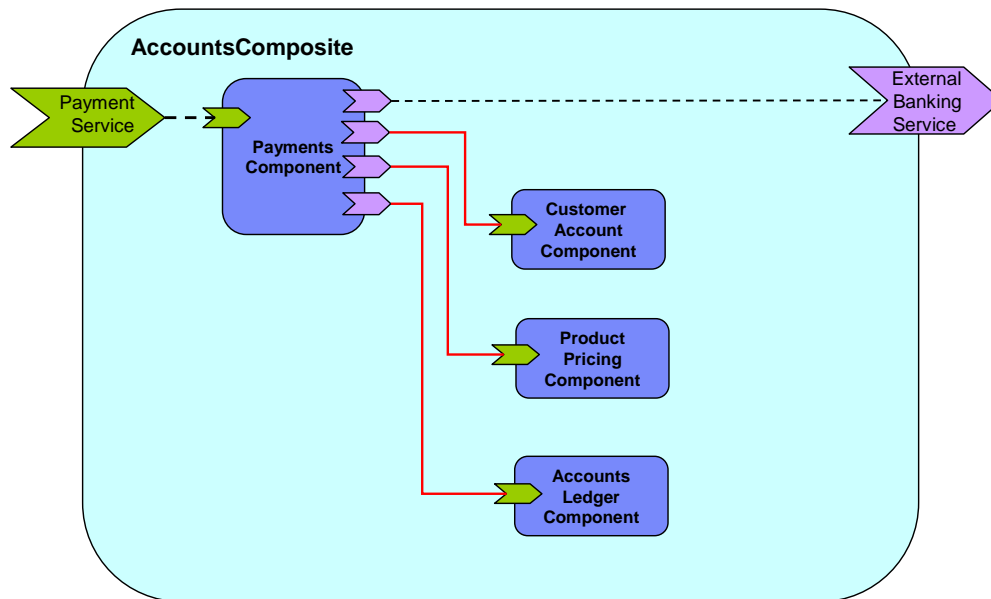 AccountsComposite
Payment
Service
External
Banking
Service
Payments
Component
Customer
Account
Component
Product
Pricing
Component
Accounts
Ledger
Component